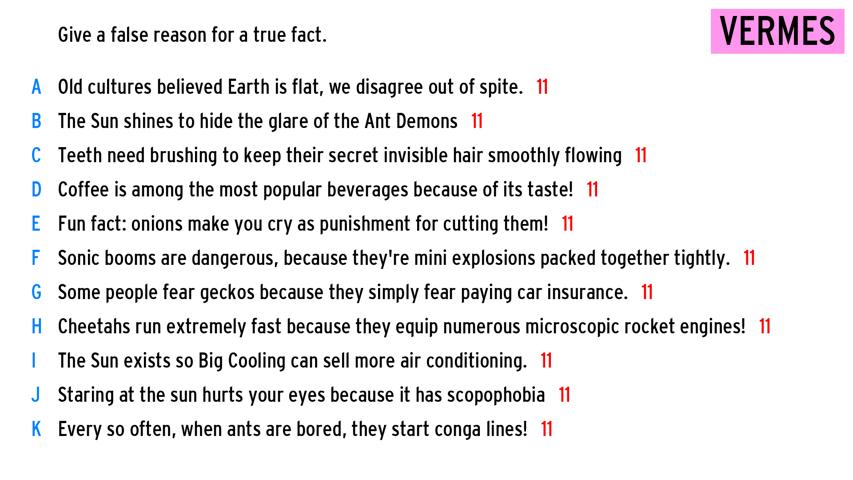 Give a false reason for a true fact.
VERMES
A Old cultures believed Earth is flat, we disagree out of spite. 11
B The Sun shines to hide the glare of the Ant Demons 11
C Teeth need brushing to keep their secret invisible hair smoothly flowing 11
D Coffee is among the most popular beverages because of its taste! 11
E Fun fact: onions make you cry as punishment for cutting them! 11
F Sonic booms are dangerous, because they're mini explosions packed together tightly. 11
G Some people fear geckos because they simply fear paying car insurance. 11
H Cheetahs run extremely fast because they equip numerous microscopic rocket engines! 11
I The Sun exists so Big Cooling can sell more air conditioning. 11
J Staring at the sun hurts your eyes because it has scopophobia 11
K Every so often, when ants are bored, they start conga lines! 11